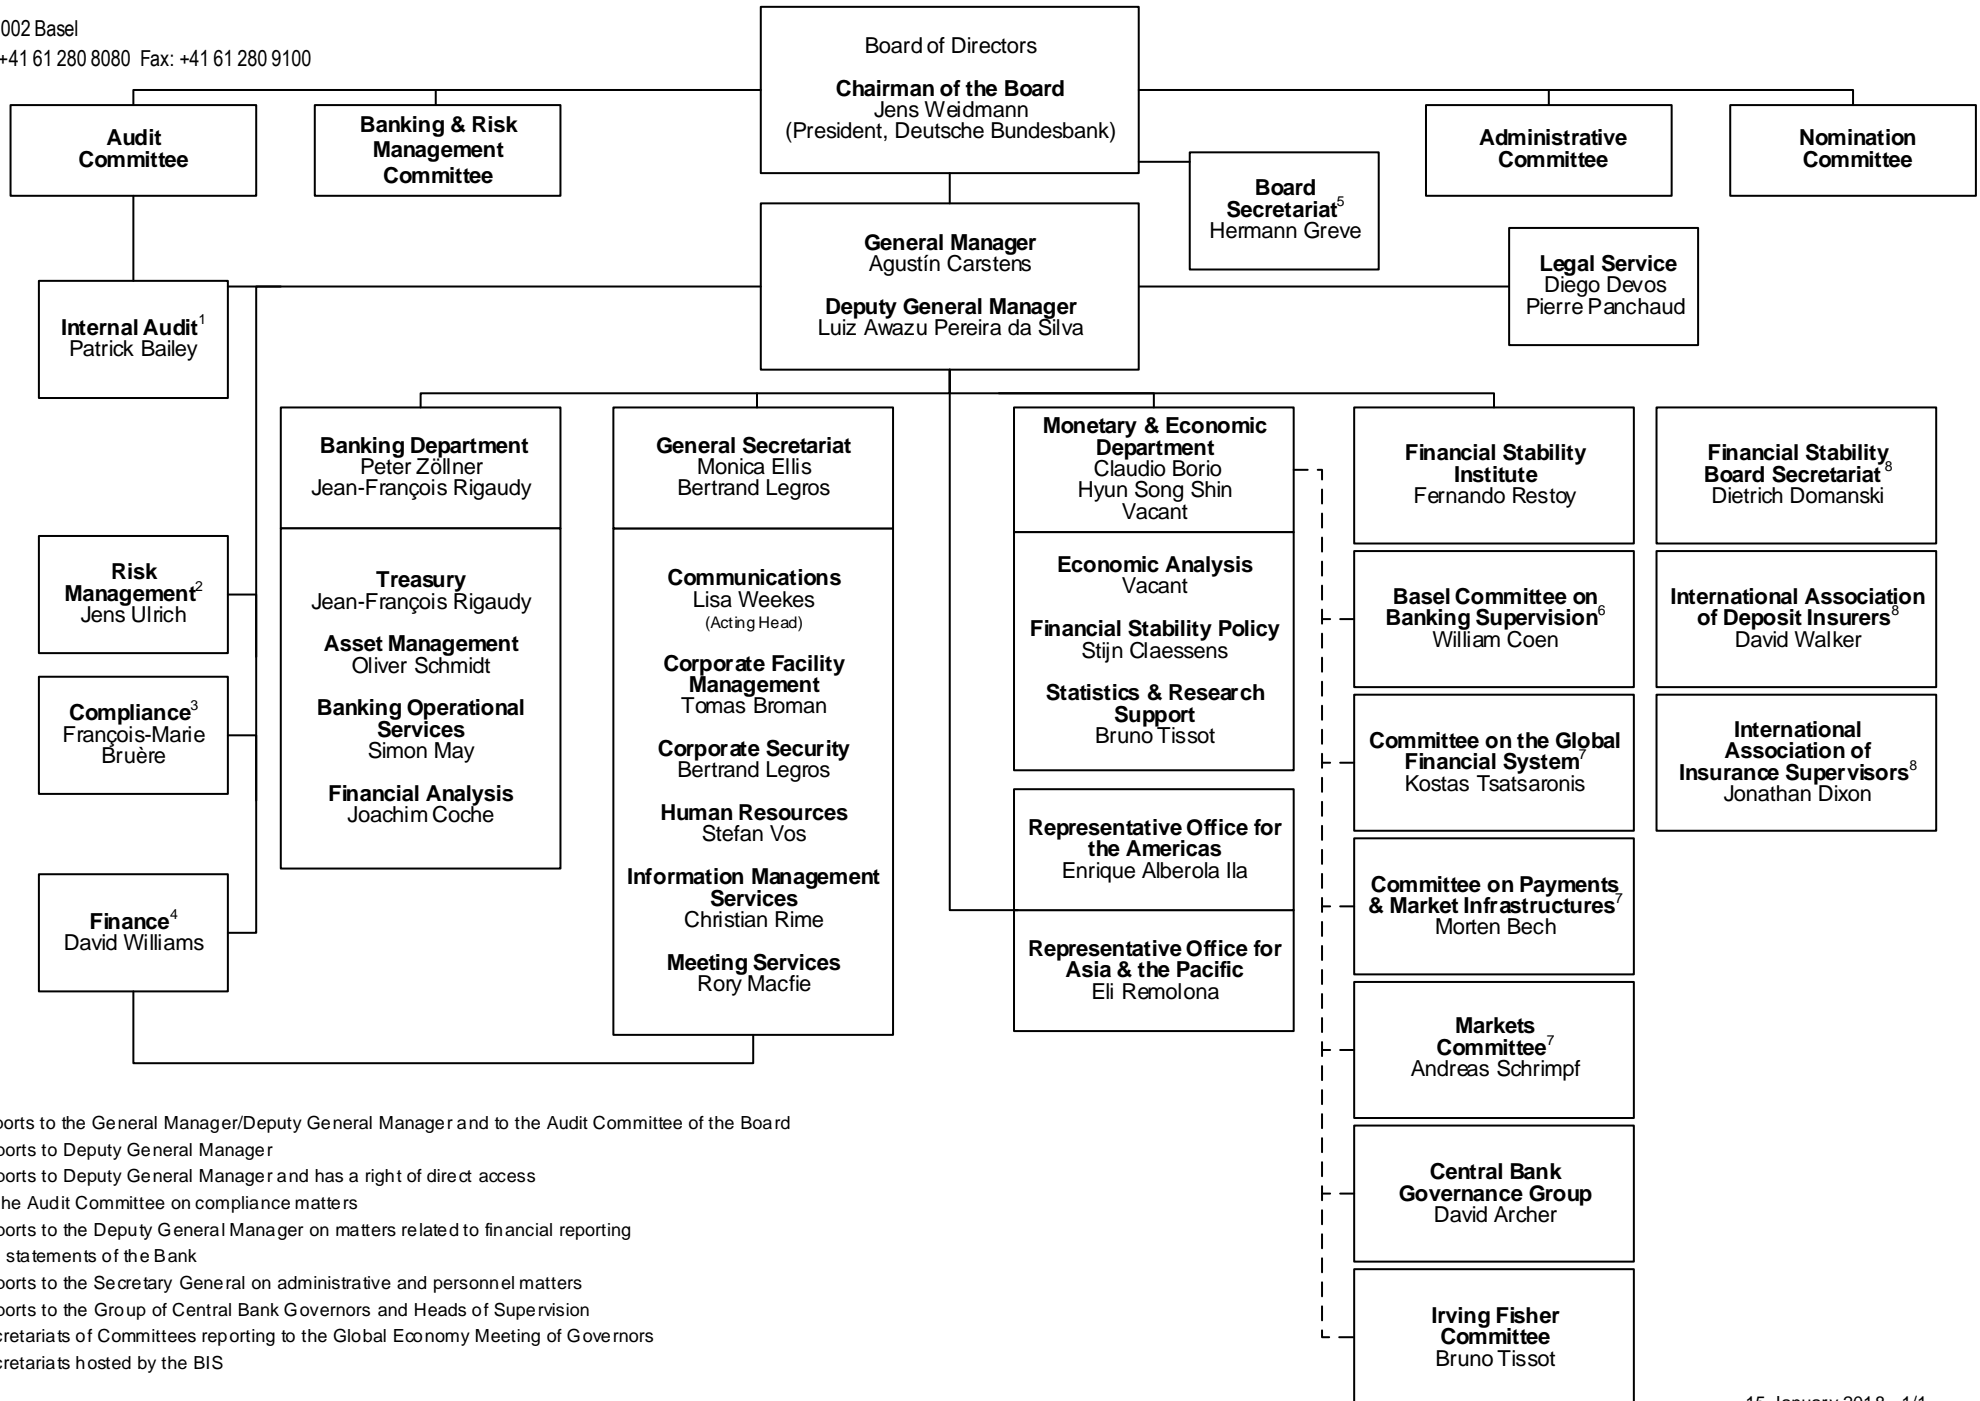 002 Basel
+41 61 280 8080 Fax: +41 61 280 9100
Board of Directors
Chairman of the Board
Jens Weidmann
(President, Deutsche Bundesbank)
Audit
Committee
Banking & Risk
Management
Committee
Administrative
Committee
Nomination
Committee
Board
Secretariat5
Hermann Greve
General Manager
Agustín Carstens
Deputy General Manager
Luiz Awazu Pereira da Silva
Legal Service
Diego Devos
Pierre Panchaud
Internal Audit1
Patrick Bailey
Risk
Management2
Jens Ulrich
Compliance3
François-Marie
Bruère
Finance4
David Williams
Banking Department
Peter Zöllner
Jean-François Rigaudy
Treasury
Jean-François Rigaudy
Asset Management
Oliver Schmidt
Banking Operational
Services
Simon May
Financial Analysis
Joachim Coche
General Secretariat
Monica Ellis
Bertrand Legros
Communications
Lisa Weekes
(Acting Head)
Corporate Facility
Management
Tomas Broman
Corporate Security
Bertrand Legros
Human Resources
Stefan Vos
Information Management
Services
Christian Rime
Meeting Services
Rory Macfie
Monetary & Economic
Department
Claudio Borio
Hyun Song Shin
Vacant
Economic Analysis
Vacant
Financial Stability Policy
Stijn Claessens
Statistics & Research
Support
Bruno Tissot
Representative Office for
the Americas
Enrique Alberola Ila
Representative Office for
Asia & the Pacific
Eli Remolona
Financial Stability
Institute
Fernando Restoy
Basel Committee on
Banking Supervision6
William Coen
Committee on the Global
Financial System7
Kostas Tsatsaronis
Committee on Payments
& Market Infrastructures7
Morten Bech
Markets
Committee7
Andreas Schrimpf
Central Bank
Governance Group
David Archer
Irving Fisher
Committee
Bruno Tissot
Financial Stability
Board Secretariat8
Dietrich Domanski
International Association
of Deposit Insurers8
David Walker
International
Association of
Insurance Supervisors8
Jonathan Dixon
ports to the General Manager/Deputy General Manager and to the Audit Committee of the Board
ports to Deputy General Manager
ports to Deputy General Manager and has a right of direct access
he Audit Committee on compliance matters
ports to the Deputy General Manager on matters related to financial reporting
statements of the Bank
ports to the Secretary General on administrative and personnel matters
ports to the Group of Central Bank Governors and Heads of Supervision
cretariats of Committees reporting to the Global Economy Meeting of Governors
cretariats hosted by the BIS
15 January 2018 1/1